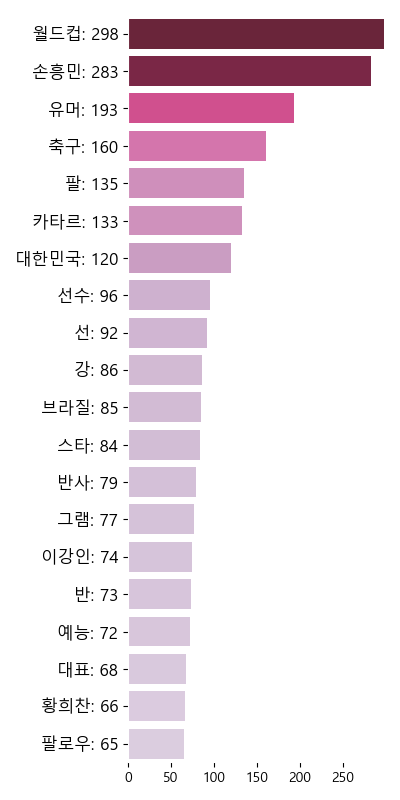 월드컵: 298
손흥민: 283
유머: 193
축구: 160
팔: 135
카타르: 133
대한민국: 120
선수: 96
선: 92
강: 86
브라질: 85
스타: 84
반사: 79
그램: 77
이강인: 74
반: 73
예능: 72
대표: 68
황희찬: 66
팔로우: 65
0 50 100 150 200 250